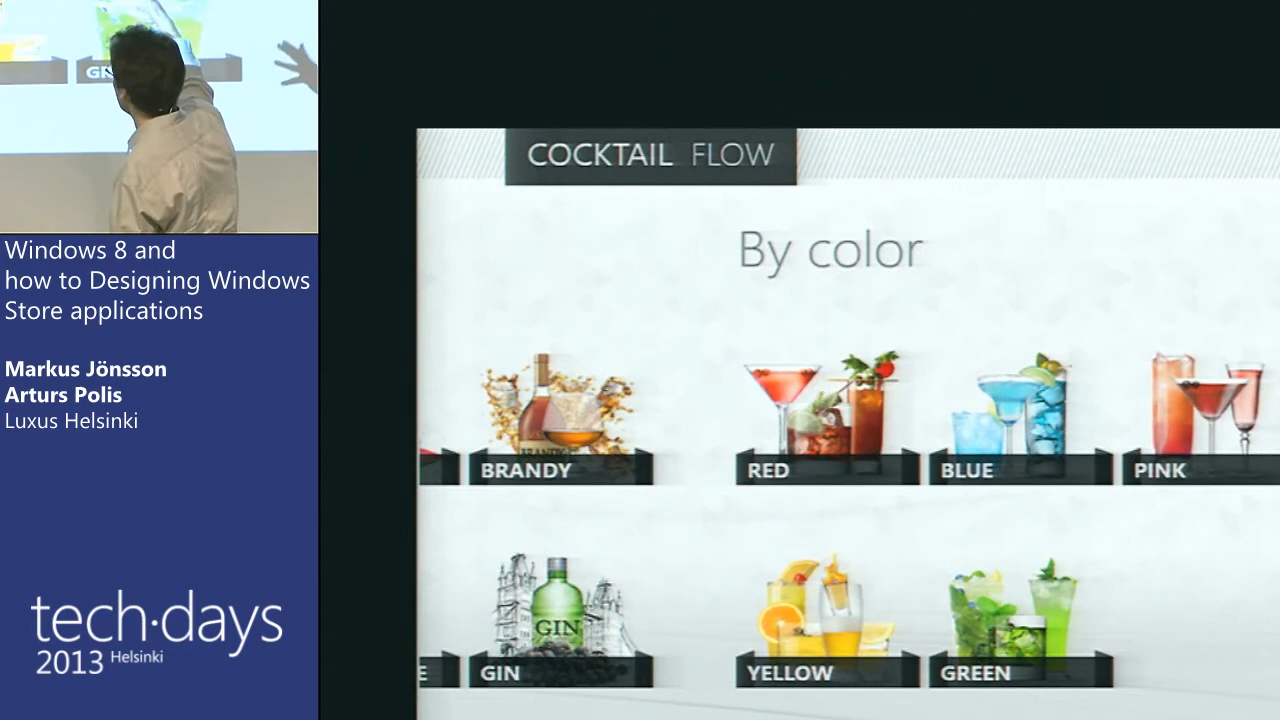 Windows 8 and
how to Designing Windows
Store applications
Markus Jönsson
Arturs Polis
Luxus Helsinki
tech·days
2013 Helsinki
COCKTAIL FLOW
By color
BRANDY
RED
BLUE
PINK
GIN
E
GIN
YELLOW
GREEN